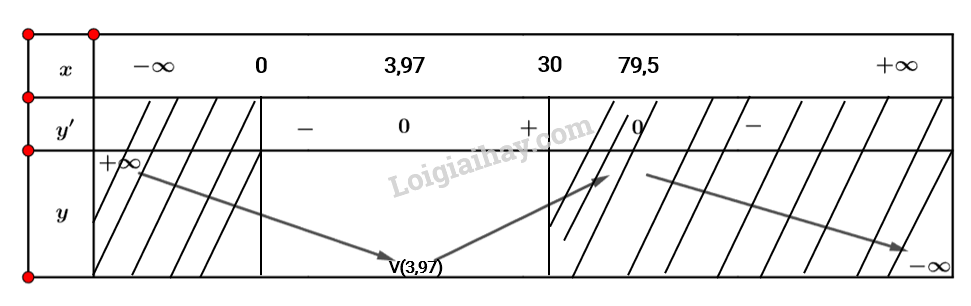 x −∞ 0 3,97 30 79,5 +∞
y′ − 0 + 0 −
+∞
Loigiaihay.com
y
V(3,97) −∞